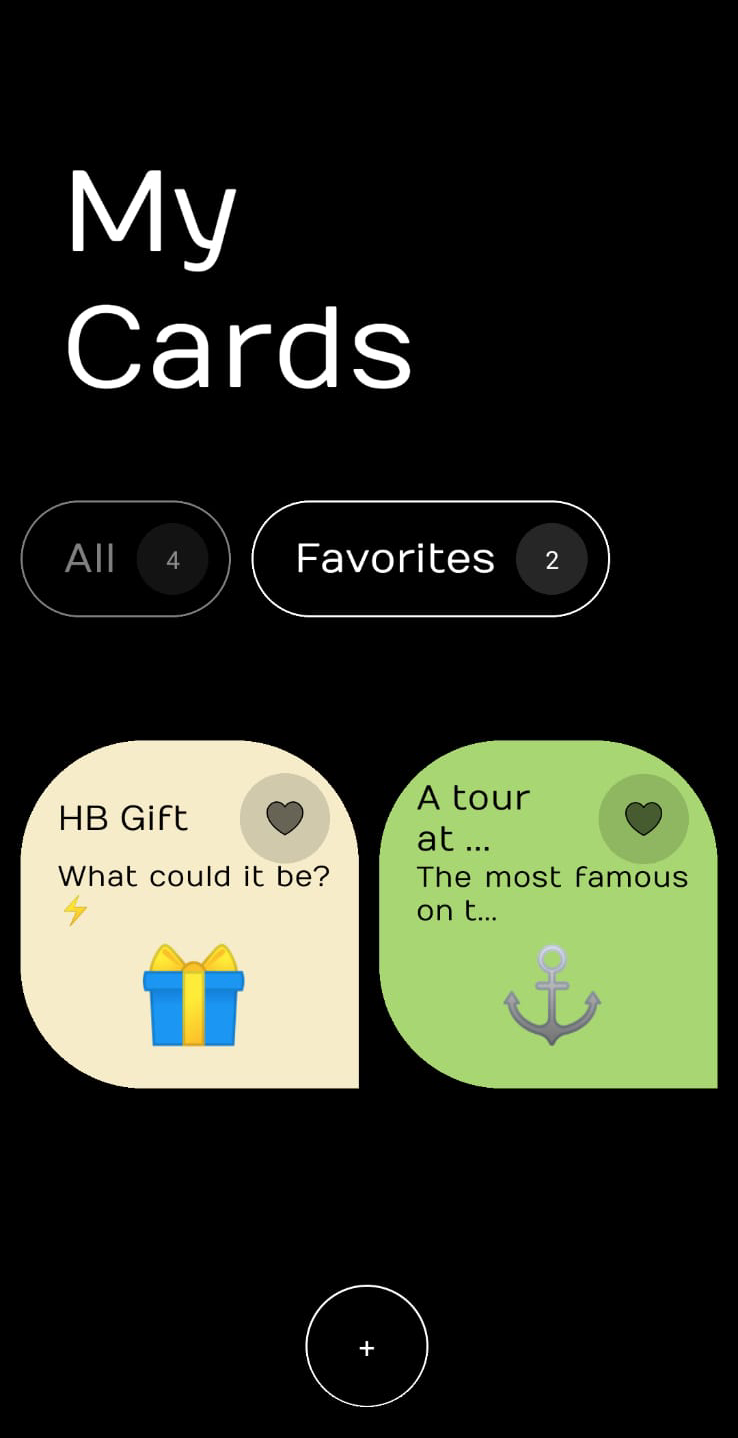 My
Cards
All 4 Favorites 2
HB Gift
What could it be?
⚡
A tour
at ...
The most famous
on t...
+